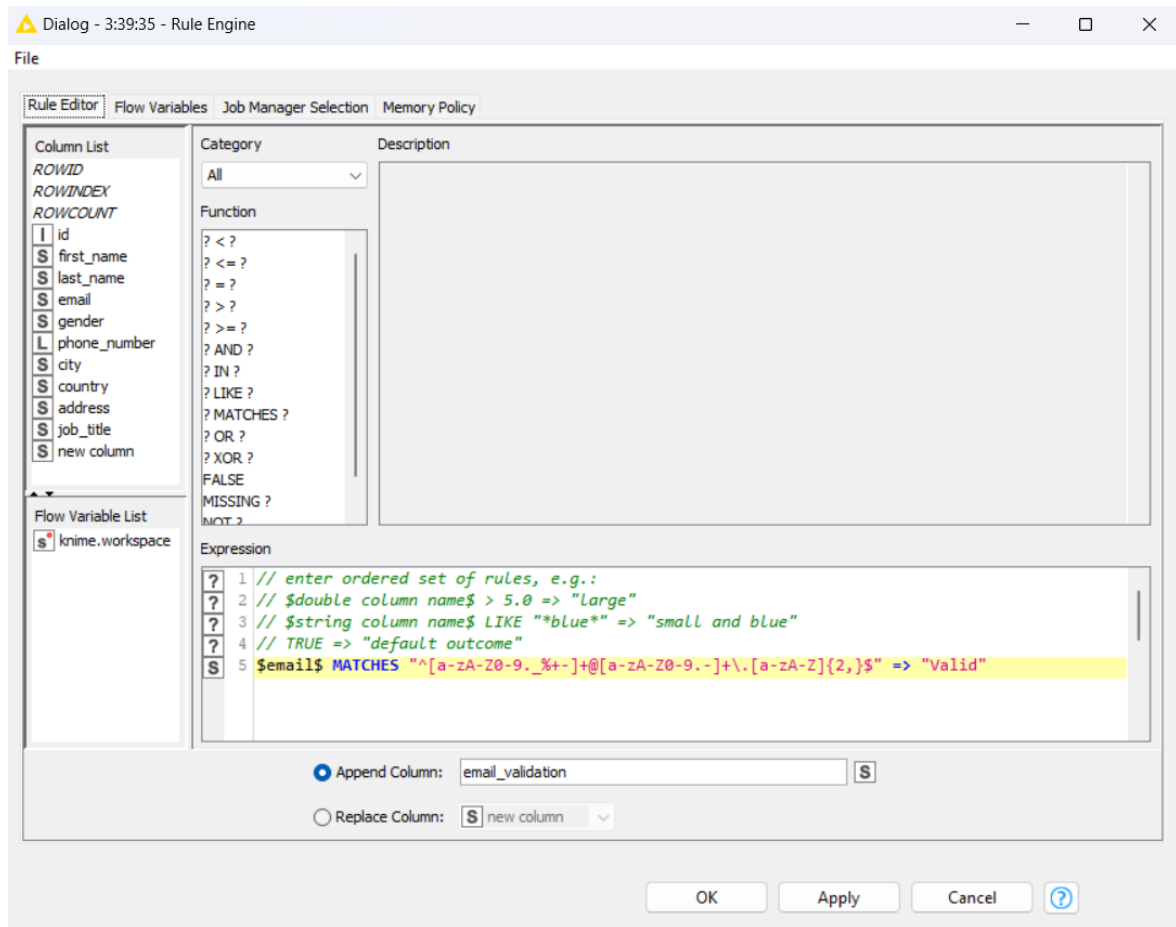 Dialog - 3:39:35 - Rule Engine
File
Rule Editor Flow Variables Job Manager Selection Memory Policy
Column List
ROWID
ROWINDEX
ROWCOUNT
I id
S first_name
S last_name
S email
S gender
L phone_number
S city
S country
S address
S job_title
S new column
Flow Variable List
s knime.workspace
Category
All
Description
Function
? < ?
? <= ?
? = ?
? > ?
? >= ?
? AND ?
? IN ?
? LIKE ?
? MATCHES ?
? OR ?
? XOR ?
FALSE
MISSING ?
NOT ?
Expression
? 1 // enter ordered set of rules, e.g.:
? 2 // $double column name$ > 5.0 => "large"
? 3 // $string column name$ LIKE "*blue*" => "small and blue"
? 4 // TRUE => "default outcome"
S 5 $email$ MATCHES "^[a-zA-Z0-9._%+-]+@[a-zA-Z0-9.-]+\.[a-zA-Z]{2,}$" => "Valid"
Append Column: email_validation S
Replace Column: S new column
OK Apply Cancel ?